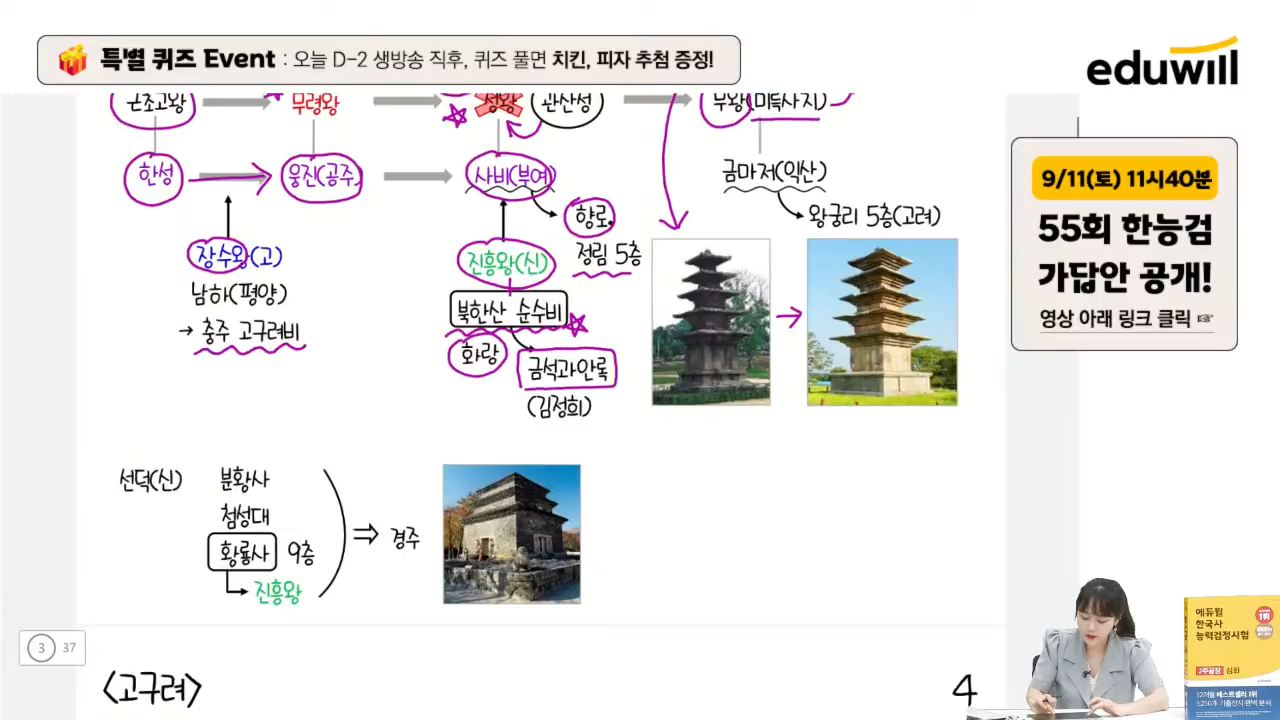 특별 퀴즈 Event : 오늘 D-2 생방송 직후, 퀴즈 풀면 치킨, 피자 추첨 증정!
eduwill
근초고왕 무령왕 성왕 관산성 무왕(미륵사지)
한성 웅진(공주) 사비(부여) 금마저(익산)
향로 왕궁리 5층(고려)
장수왕(고) 진흥왕(신) 정림 5층
남하(평양) 북한산 순수비
→ 충주 고구려비 화랑 금석과안록
(김정희)
9/11(토) 11시40분
55회 한능검
가답안 공개!
영상 아래 링크 클릭
선덕(신) 분황사
첨성대
황룡사 9층 ⇒ 경주
진흥왕
3 37
〈고구려〉 4
에듀윌
한국사
능력검정시험
2주끝장 심화